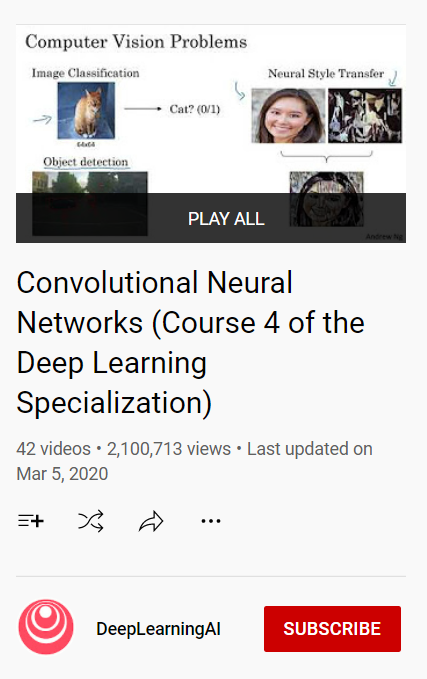 Computer Vision Problems
Image Classification
Neural Style Transfer
Cat? (0/1)
64x64
Object detection
PLAY ALL
Andrew Ng
Convolutional Neural
Networks (Course 4 of the
Deep Learning
Specialization)
42 videos • 2,100,713 views • Last updated on
Mar 5, 2020
DeepLearningAI
SUBSCRIBE